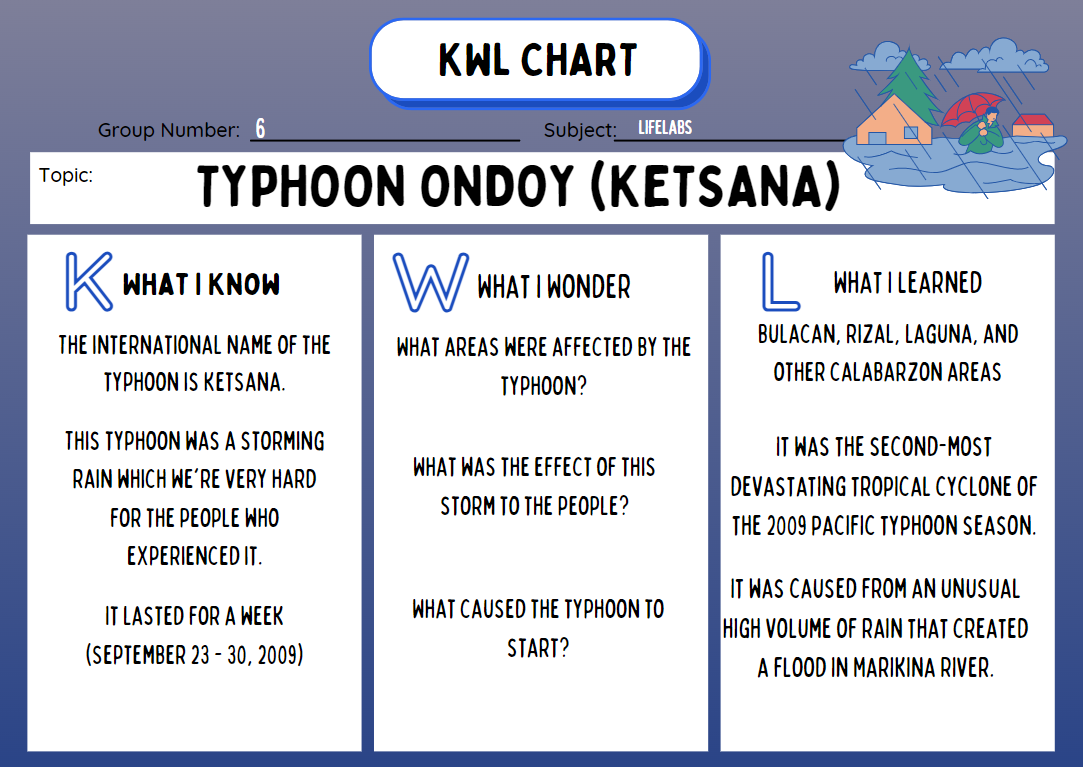 KWL CHART
Group Number: 6
Subject: LIFELABS
Topic: TYPHOON ONDOY (KETSANA)
K WHAT I KNOW
THE INTERNATIONAL NAME OF THE
TYPHOON IS KETSANA.
THIS TYPHOON WAS A STORMING
RAIN WHICH WE'RE VERY HARD
FOR THE PEOPLE WHO
EXPERIENCED IT.
IT LASTED FOR A WEEK
(SEPTEMBER 23 - 30, 2009)
W WHAT I WONDER
WHAT AREAS WERE AFFECTED BY THE
TYPHOON?
WHAT WAS THE EFFECT OF THIS
STORM TO THE PEOPLE?
WHAT CAUSED THE TYPHOON TO
START?
L WHAT I LEARNED
BULACAN, RIZAL, LAGUNA, AND
OTHER CALABARZON AREAS
IT WAS THE SECOND-MOST
DEVASTATING TROPICAL CYCLONE OF
THE 2009 PACIFIC TYPHOON SEASON.
IT WAS CAUSED FROM AN UNUSUAL
HIGH VOLUME OF RAIN THAT CREATED
A FLOOD IN MARIKINA RIVER.